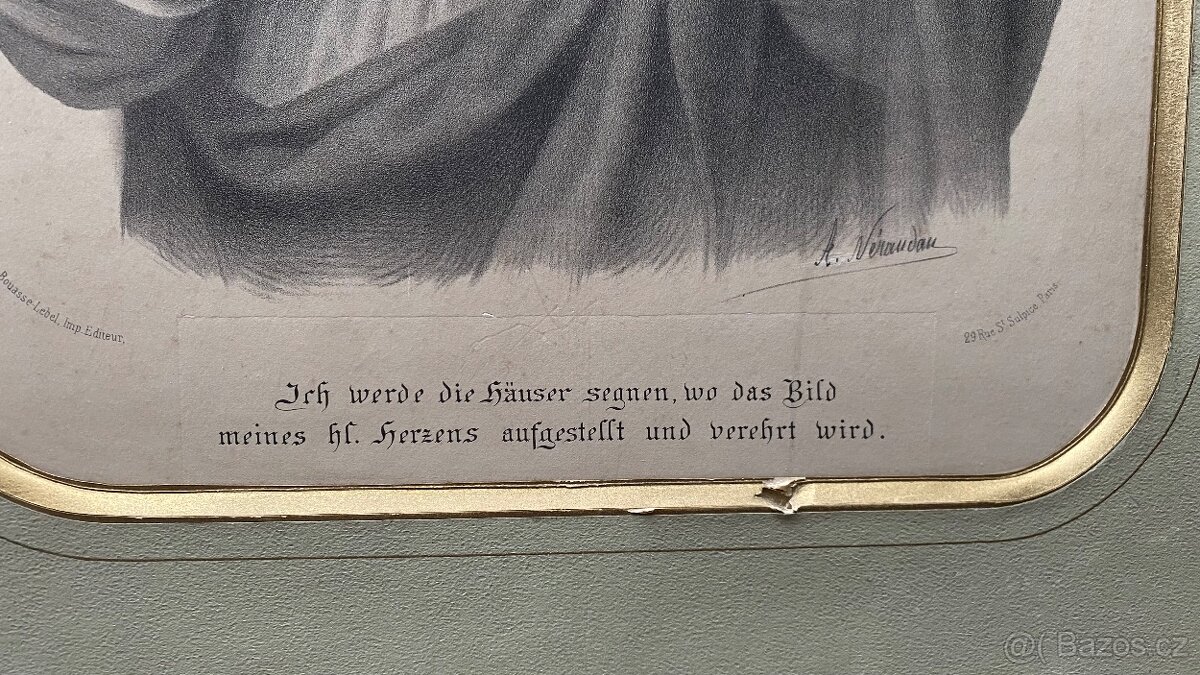 A. Vérandau
Bouasse-Lebel, Imp. Editeur,
29 Rue St. Sulpice, Paris
Ich werde die Häuser segnen, wo das Bild
meines hl. Herzens aufgestellt und verehrt wird.
@( Bazos.cz